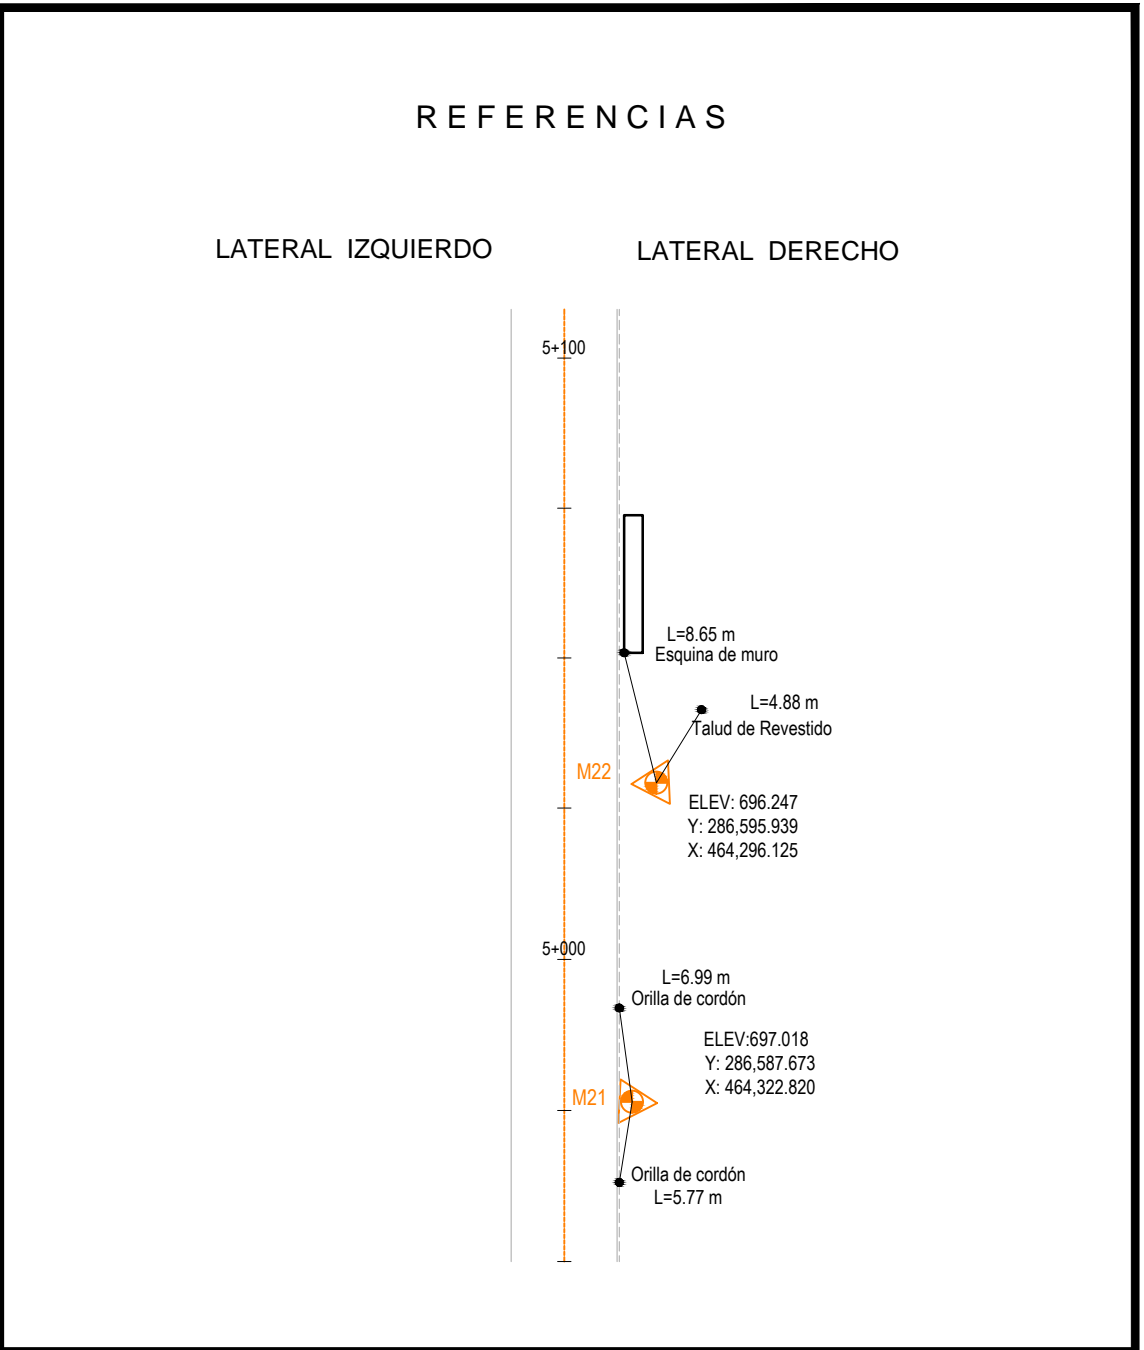 REFERENCIAS
LATERAL IZQUIERDO
LATERAL DERECHO
5+100
L=8.65 m
Esquina de muro
L=4.88 m
Talud de Revestido
M22
ELEV: 696.247
Y: 286,595.939
X: 464,296.125
5+000
L=6.99 m
Orilla de cordón
ELEV:697.018
Y: 286,587.673
X: 464,322.820
M21
Orilla de cordón
L=5.77 m